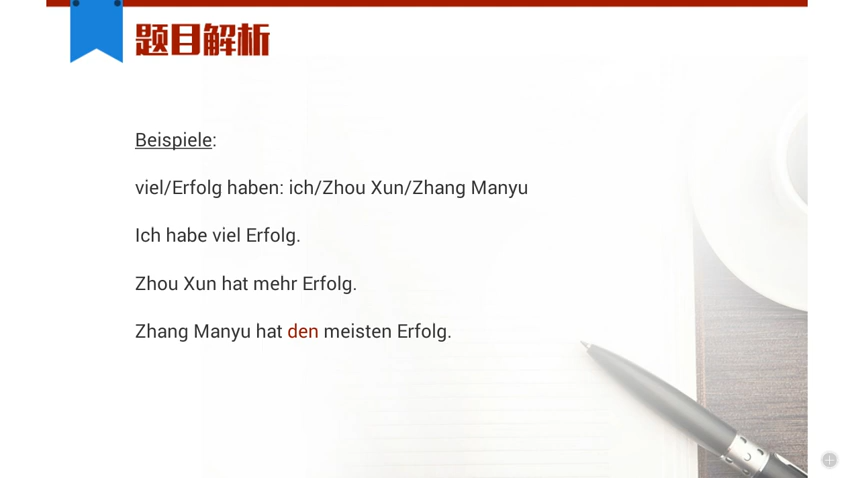 题目解析
Beispiele:
viel/Erfolg haben: ich/Zhou Xun/Zhang Manyu
Ich habe viel Erfolg.
Zhou Xun hat mehr Erfolg.
Zhang Manyu hat den meisten Erfolg.